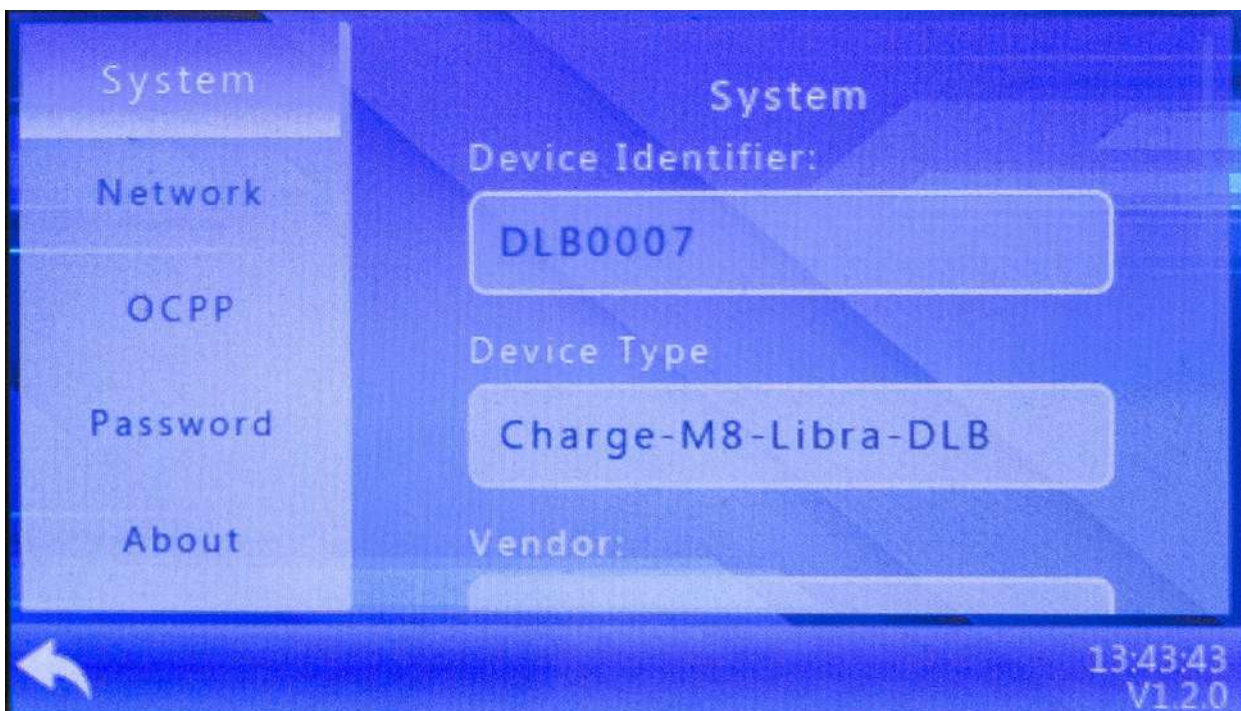 System
Network
OCPP
Password
About
System
Device Identifier:
DLB0007
Device Type
Charge-M8-Libra-DLB
Vendor:
13:43:43
V1.2.0